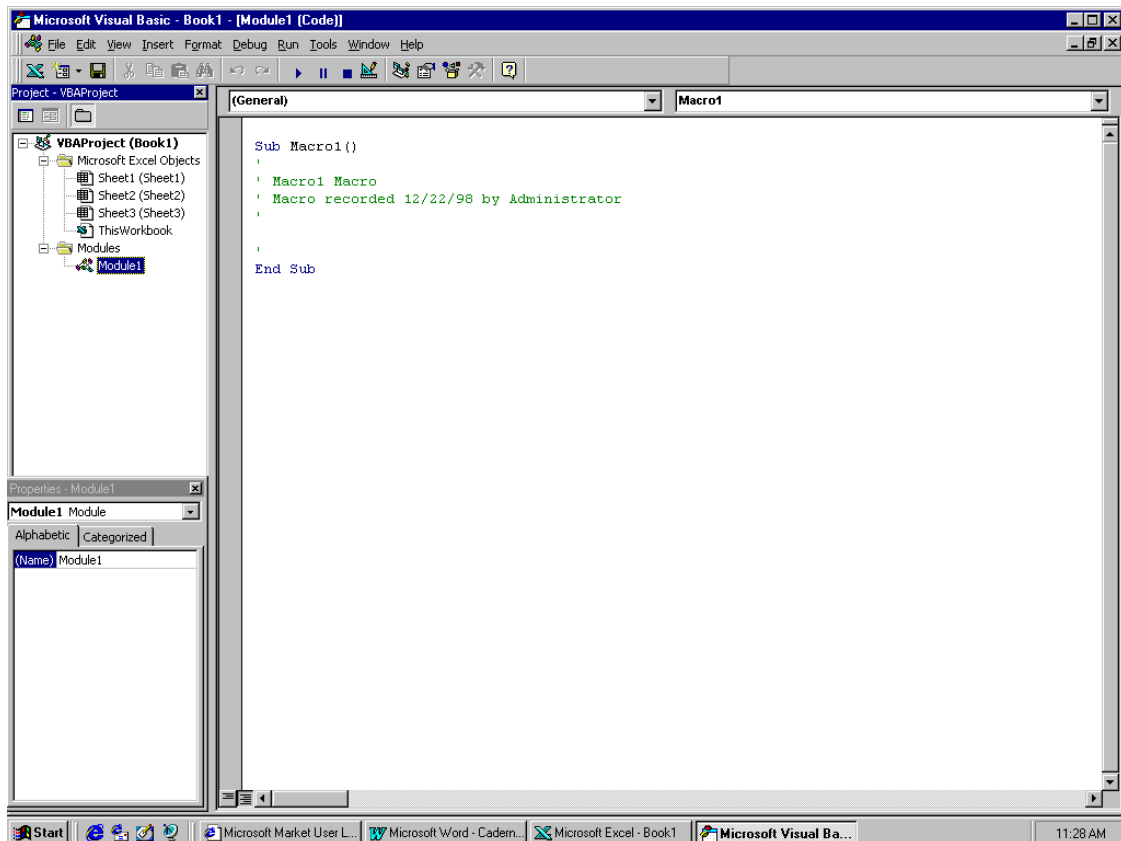 Microsoft Visual Basic - Book1 - [Module1 (Code)]
File Edit View Insert Format Debug Run Tools Window Help
Project - VBAProject
(General)
Macro1
VBAProject (Book1)
Microsoft Excel Objects
Sheet1 (Sheet1)
Sheet2 (Sheet2)
Sheet3 (Sheet3)
ThisWorkbook
Modules
Module1
Sub Macro1()
'
' Macro1 Macro
' Macro recorded 12/22/98 by Administrator
'
'
End Sub
Properties - Module1
Module1 Module
Alphabetic Categorized
(Name) Module1
Start
Microsoft Market User L...
Microsoft Word - Cadern...
Microsoft Excel - Book1
Microsoft Visual Ba...
11:28 AM